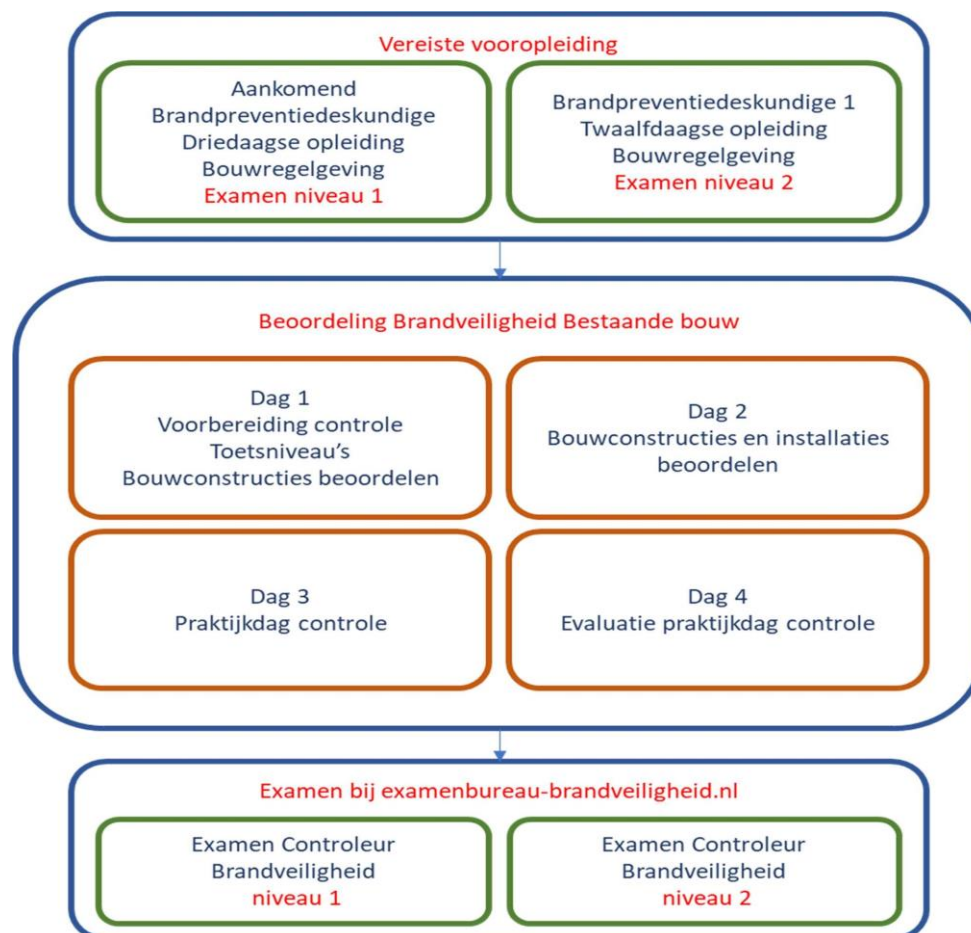 Vereiste vooropleiding
Aankomend
Brandpreventiedeskundige
Driedaagse opleiding
Bouwregelgeving
Examen niveau 1
Brandpreventiedeskundige 1
Twaalfdaagse opleiding
Bouwregelgeving
Examen niveau 2
Beoordeling Brandveiligheid Bestaande bouw
Dag 1
Voorbereiding controle
Toetsniveau's
Bouwconstructies beoordelen
Dag 2
Bouwconstructies en installaties
beoordelen
Dag 3
Praktijkdag controle
Dag 4
Evaluatie praktijkdag controle
Examen bij examenbureau-brandveiligheid.nl
Examen Controleur
Brandveiligheid
niveau 1
Examen Controleur
Brandveiligheid
niveau 2